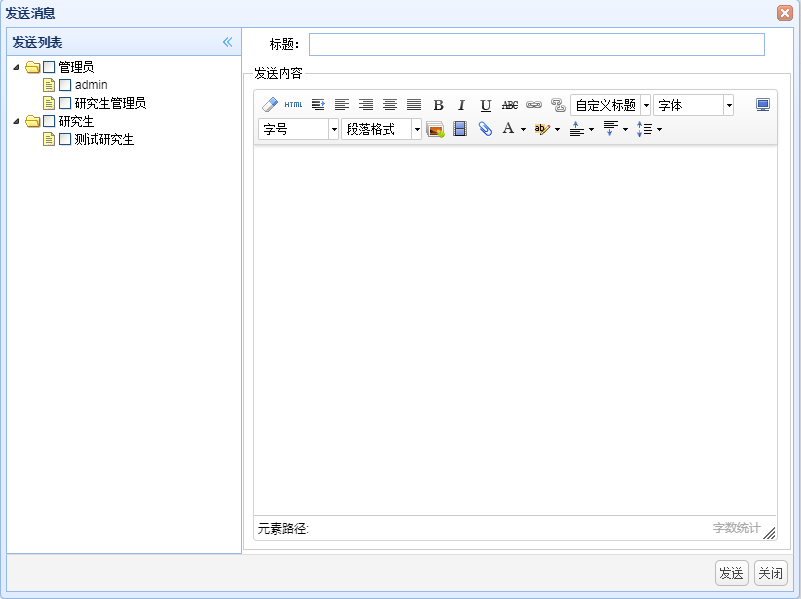 发送消息
发送列表
管理员
admin
研究生管理员
研究生
测试研究生
标题:
发送内容
HTML B I U ABC 自定义标题 字体
字号 段落格式 A ab
元素路径: 字数统计
发送 关闭